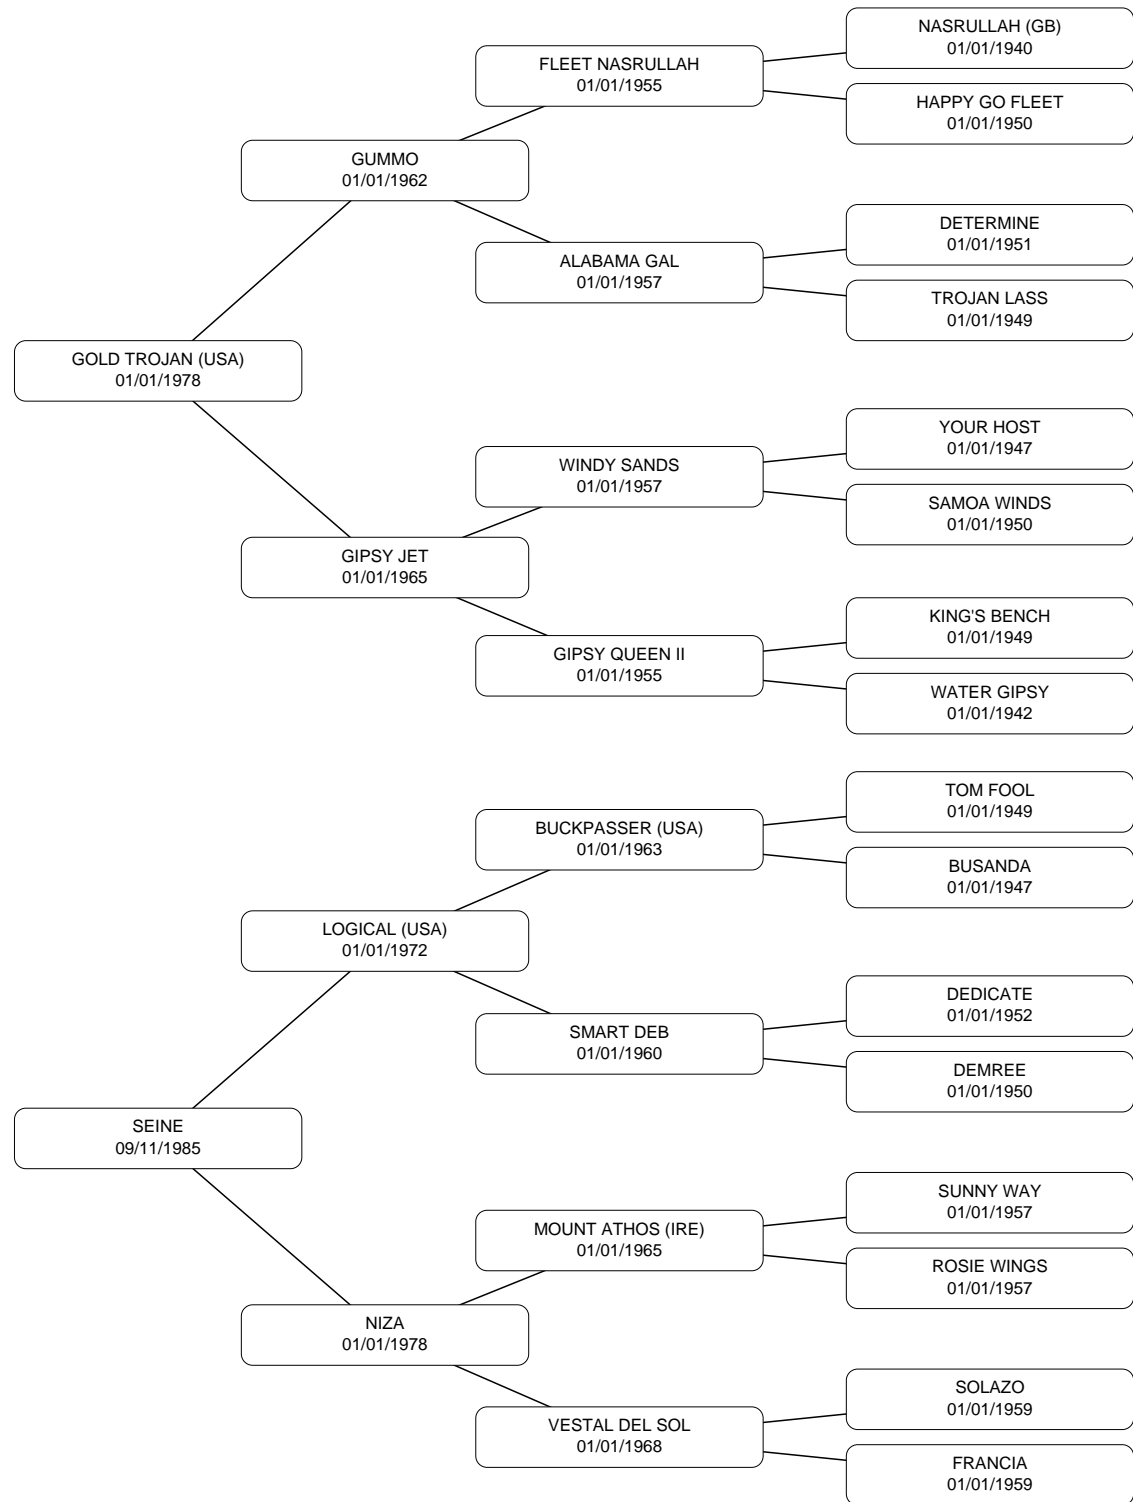 NASRULLAH (GB)
01/01/1940
FLEET NASRULLAH
01/01/1955
HAPPY GO FLEET
01/01/1950
GUMMO
01/01/1962
DETERMINE
01/01/1951
ALABAMA GAL
01/01/1957
TROJAN LASS
01/01/1949
GOLD TROJAN (USA)
01/01/1978
YOUR HOST
01/01/1947
WINDY SANDS
01/01/1957
SAMOA WINDS
01/01/1950
GIPSY JET
01/01/1965
KING'S BENCH
01/01/1949
GIPSY QUEEN II
01/01/1955
WATER GIPSY
01/01/1942
TOM FOOL
01/01/1949
BUCKPASSER (USA)
01/01/1963
BUSANDA
01/01/1947
LOGICAL (USA)
01/01/1972
DEDICATE
01/01/1952
SMART DEB
01/01/1960
DEMREE
01/01/1950
SEINE
09/11/1985
SUNNY WAY
01/01/1957
MOUNT ATHOS (IRE)
01/01/1965
ROSIE WINGS
01/01/1957
NIZA
01/01/1978
SOLAZO
01/01/1959
VESTAL DEL SOL
01/01/1968
FRANCIA
01/01/1959